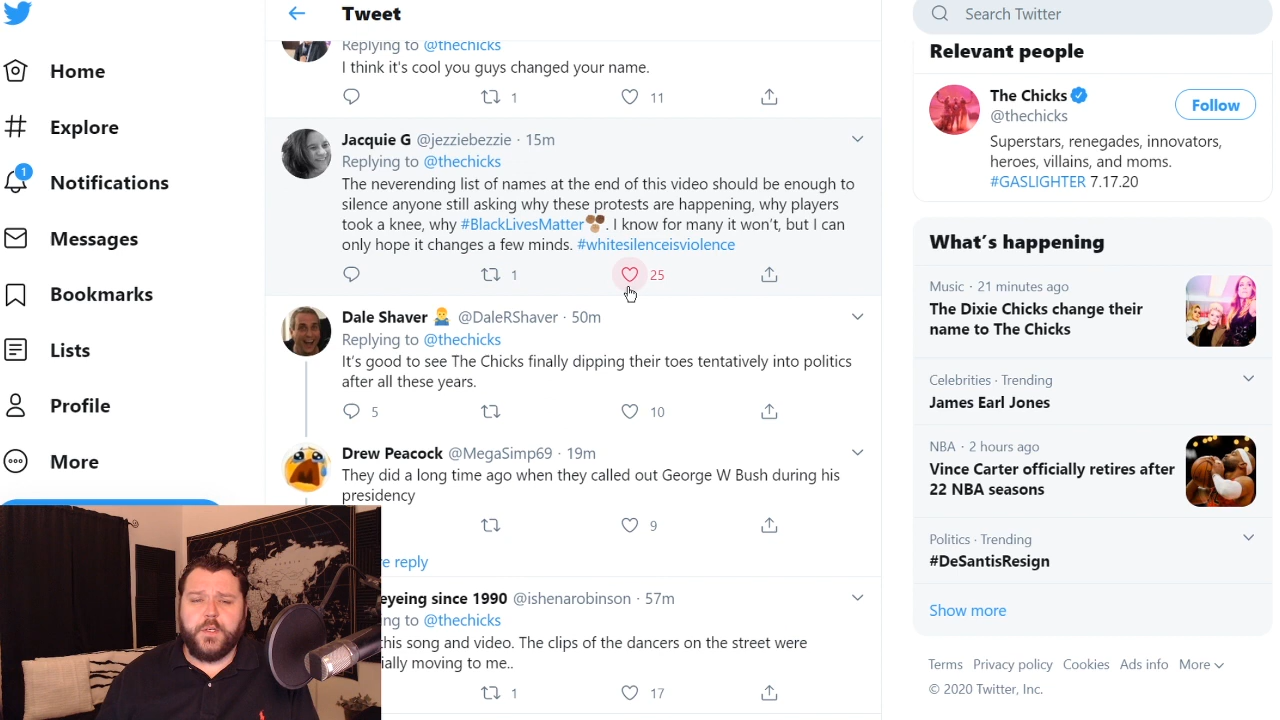 Home
Explore
1
Notifications
Messages
Bookmarks
Lists
Profile
More
Tweet
Replying to @thechicks
I think it's cool you guys changed your name.
1 11
Jacquie G @jezziebezzie · 15m
Replying to @thechicks
The neverending list of names at the end of this video should be enough to
silence anyone still asking why these protests are happening, why players
took a knee, why #BlackLivesMatter. I know for many it won't, but I can
only hope it changes a few minds. #whitesilenceisviolence
1 25
Dale Shaver @DaleRShaver · 50m
Replying to @thechicks
It's good to see The Chicks finally dipping their toes tentatively into politics
after all these years.
5 10
Drew Peacock @MegaSimp69 · 19m
They did a long time ago when they called out George W Bush during his
presidency
9
reply
eyeing since 1990 @ishenarobinson · 57m
to @thechicks
this song and video. The clips of the dancers on the street were
moving to me..
1 17
Search Twitter
Relevant people
The Chicks
@thechicks
Follow
Superstars, renegades, innovators,
heroes, villains, and moms.
#GASLIGHTER 7.17.20
What's happening
Music · 21 minutes ago
The Dixie Chicks change their
name to The Chicks
Celebrities · Trending
James Earl Jones
NBA · 2 hours ago
Vince Carter officially retires after
22 NBA seasons
Politics · Trending
#DeSantisResign
Show more
Terms Privacy policy Cookies Ads info More
© 2020 Twitter, Inc.